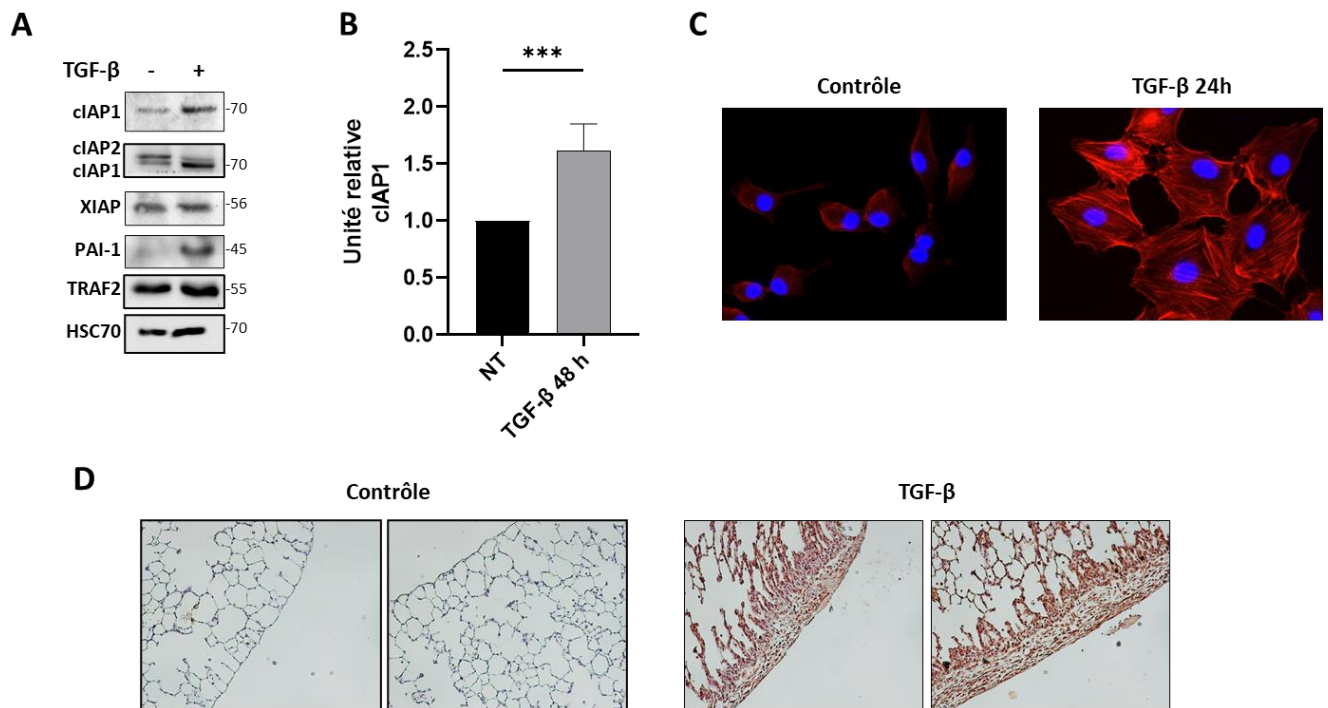 A
TGF-β - +
cIAP1 -70
cIAP2
cIAP1 -70
XIAP -56
PAI-1 -45
TRAF2 -55
HSC70 -70
B
***
2.5
2.0
1.5
1.0
0.5
0.0
Unité relative
cIAP1
NT
TGF-β 48 h
C
Contrôle
TGF-β 24h
D
Contrôle
TGF-β